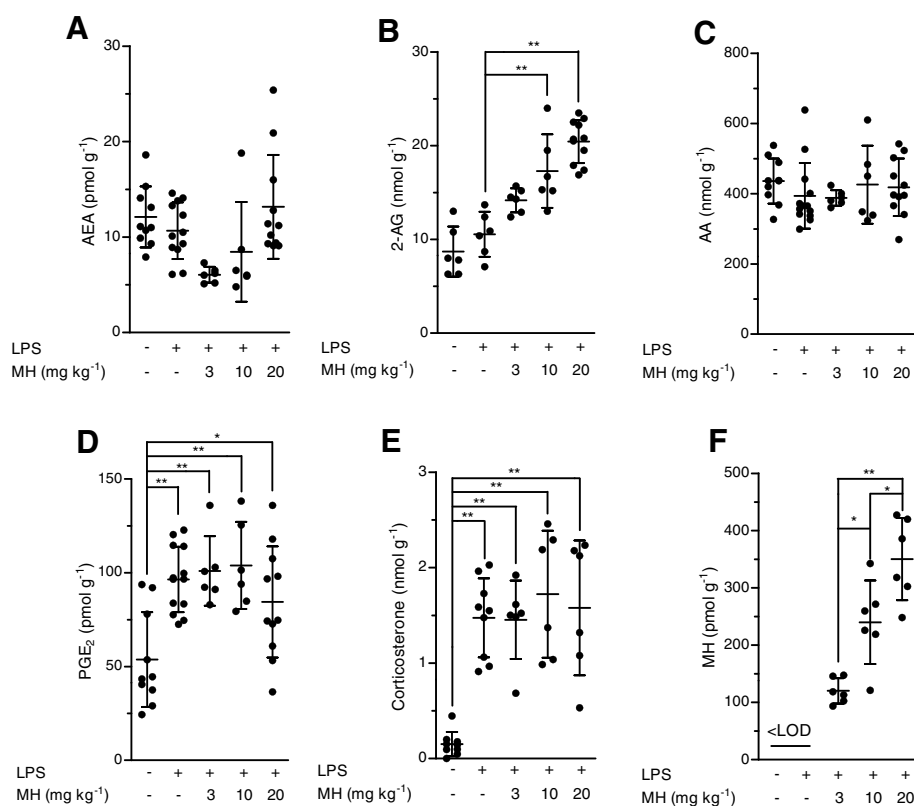 A
B
C
30
20
10
0
AEA (pmol g⁻¹)
LPS - + + + +
MH (mg kg⁻¹) - - 3 10 20
30
20
10
0
2-AG (nmol g⁻¹)
**
**
LPS - + + + +
MH (mg kg⁻¹) - - 3 10 20
800
600
400
200
0
AA (nmol g⁻¹)
LPS - + + + +
MH (mg kg⁻¹) - - 3 10 20
D
E
F
150
100
50
0
PGE₂ (pmol g⁻¹)
*
**
**
**
LPS - + + + +
MH (mg kg⁻¹) - - 3 10 20
3
2
1
0
Corticosterone (nmol g⁻¹)
**
**
**
**
LPS - + + + +
MH (mg kg⁻¹) - - 3 10 20
500
400
300
200
100
0
MH (pmol g⁻¹)
**
*
*
<LOD
LPS - + + + +
MH (mg kg⁻¹) - - 3 10 20